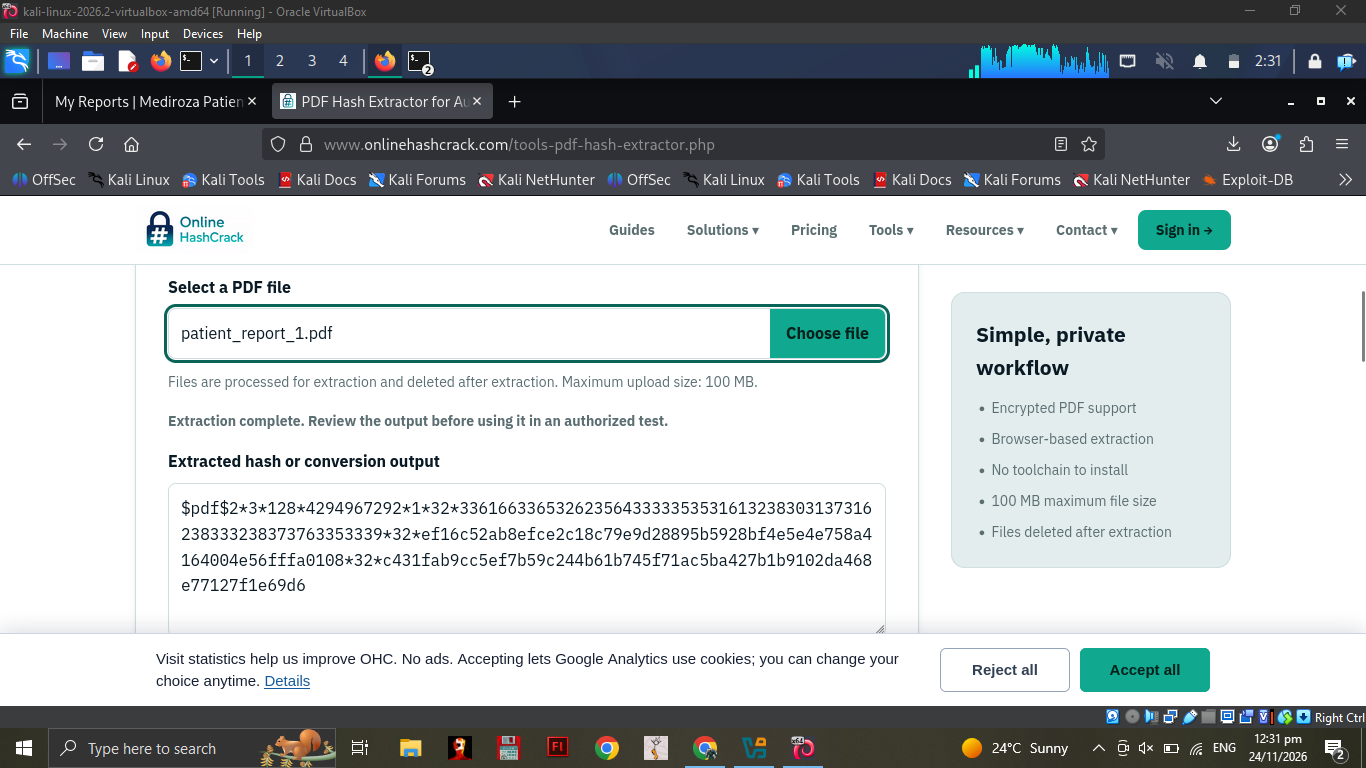 kali-linux-2026.2-virtualbox-amd64 [Running] - Oracle VirtualBox
File Machine View Input Devices Help
1 2 3 4 2 2:31
My Reports | Mediroza Patien
PDF Hash Extractor for Au
www.onlinehashcrack.com/tools-pdf-hash-extractor.php
OffSec Kali Linux Kali Tools Kali Docs Kali Forums Kali NetHunter OffSec Kali Linux Kali Tools Kali Docs Kali Forums Kali NetHunter Exploit-DB
Online
HashCrack
Guides Solutions Pricing Tools Resources Contact Sign in →
Select a PDF file
patient_report_1.pdf Choose file
Files are processed for extraction and deleted after extraction. Maximum upload size: 100 MB.
Extraction complete. Review the output before using it in an authorized test.
Extracted hash or conversion output
$pdf$2*3*128*4294967292*1*32*3361663365326235643333353531613238303137316
238333238373763353339*32*ef16c52ab8efce2c18c79e9d28895b5928bf4e5e4e758a4
164004e56fffa0108*32*c431fab9cc5ef7b59c244b61b745f71ac5ba427b1b9102da468
e77127f1e69d6
Simple, private
workflow
• Encrypted PDF support
• Browser-based extraction
• No toolchain to install
• 100 MB maximum file size
• Files deleted after extraction
Visit statistics help us improve OHC. No ads. Accepting lets Google Analytics use cookies; you can change your
choice anytime. Details
Reject all Accept all
Right Ctrl
Type here to search
24°C Sunny
ENG
12:31 pm
24/11/2026
2